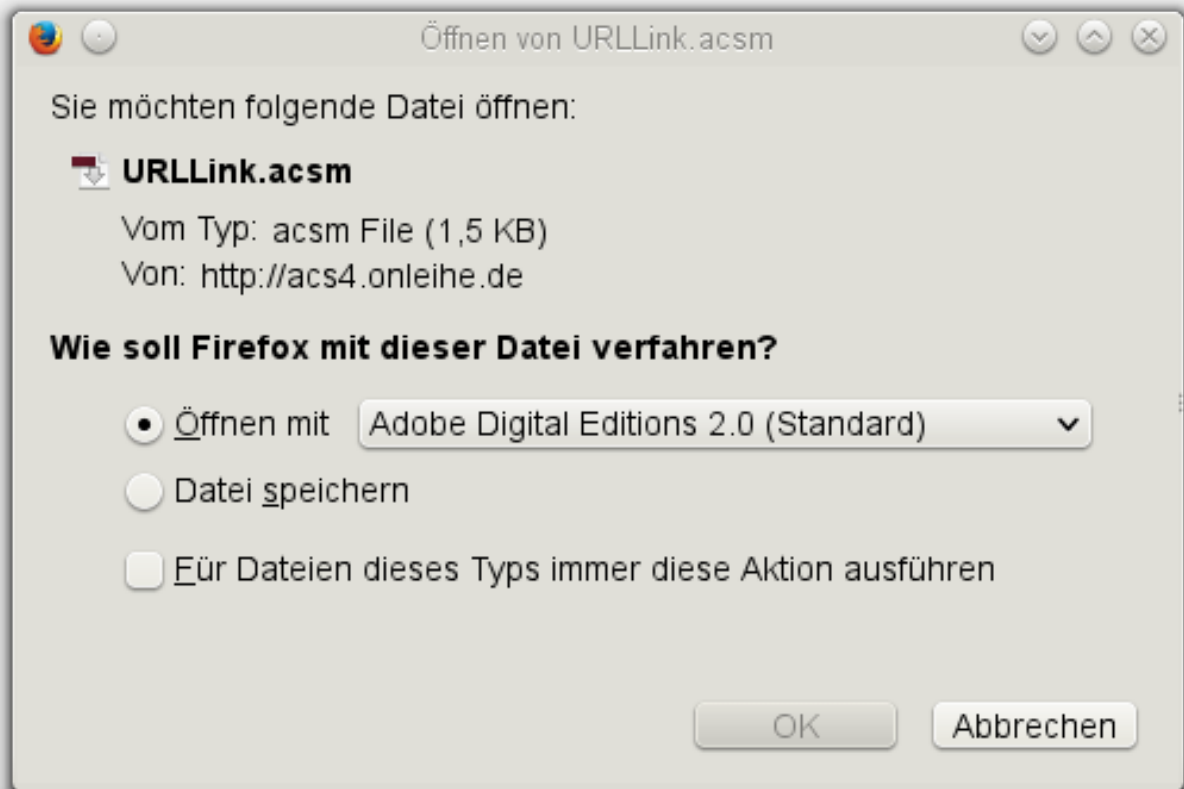 Öffnen von URLLink.acsm
Sie möchten folgende Datei öffnen:
URLLink.acsm
Vom Typ: acsm File (1,5 KB)
Von: http://acs4.onleihe.de
Wie soll Firefox mit dieser Datei verfahren?
Öffnen mit Adobe Digital Editions 2.0 (Standard)
Datei speichern
Für Dateien dieses Typs immer diese Aktion ausführen
OK Abbrechen